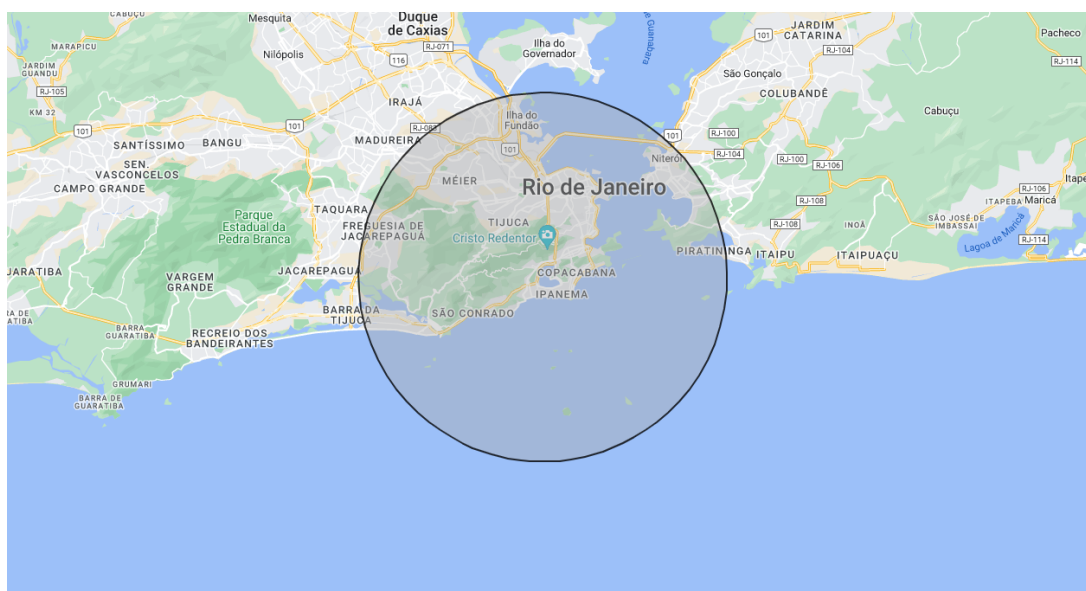 CABUÇU
Mesquita
Duque
de Caxias
RJ-071
de Guanabara
JARDIM
CATARINA
101
RJ-104
Pacheco
RJ-114
MARAPICU
Nilópolis
116
Ilha do
Governador
São Gonçalo
COLUBANDÊ
JARDIM
GUANDU
RJ-105
KM 32
IRAJÁ
Cabuçu
101
101
RJ-083
Ilha do
Fundão
101
RJ-100
MADUREIRA
101
SANTÍSSIMO
BANGU
Niterói
RJ-104
RJ-100
RJ-106
SEN.
VASCONCELOS
CAMPO GRANDE
MÉIER
Rio de Janeiro
RJ-106
ITAPEBA
Maricá
TAQUARA
RJ-108
Parque
Estadual da
Pedra Branca
FREGUESIA DE
JACAREPAGUÁ
TIJUCA
Cristo Redentor
RJ-108
INOÃ
SÃO JOSÉ DE
IMBASSAI
Lagoa de Maricá
RJ-114
PIRATININGA
ITAIPU
ITAIPUAÇU
JARATIBA
VARGEM
GRANDE
JACAREPAGUÁ
COPACABANA
IPANEMA
BARRA DA
TIJUCA
SÃO CONRADO
RA DE
TIBA
BARRA
GUARATIBA
RECREIO DOS
BANDEIRANTES
GRUMARI
BARRA DE
GUARATIBA